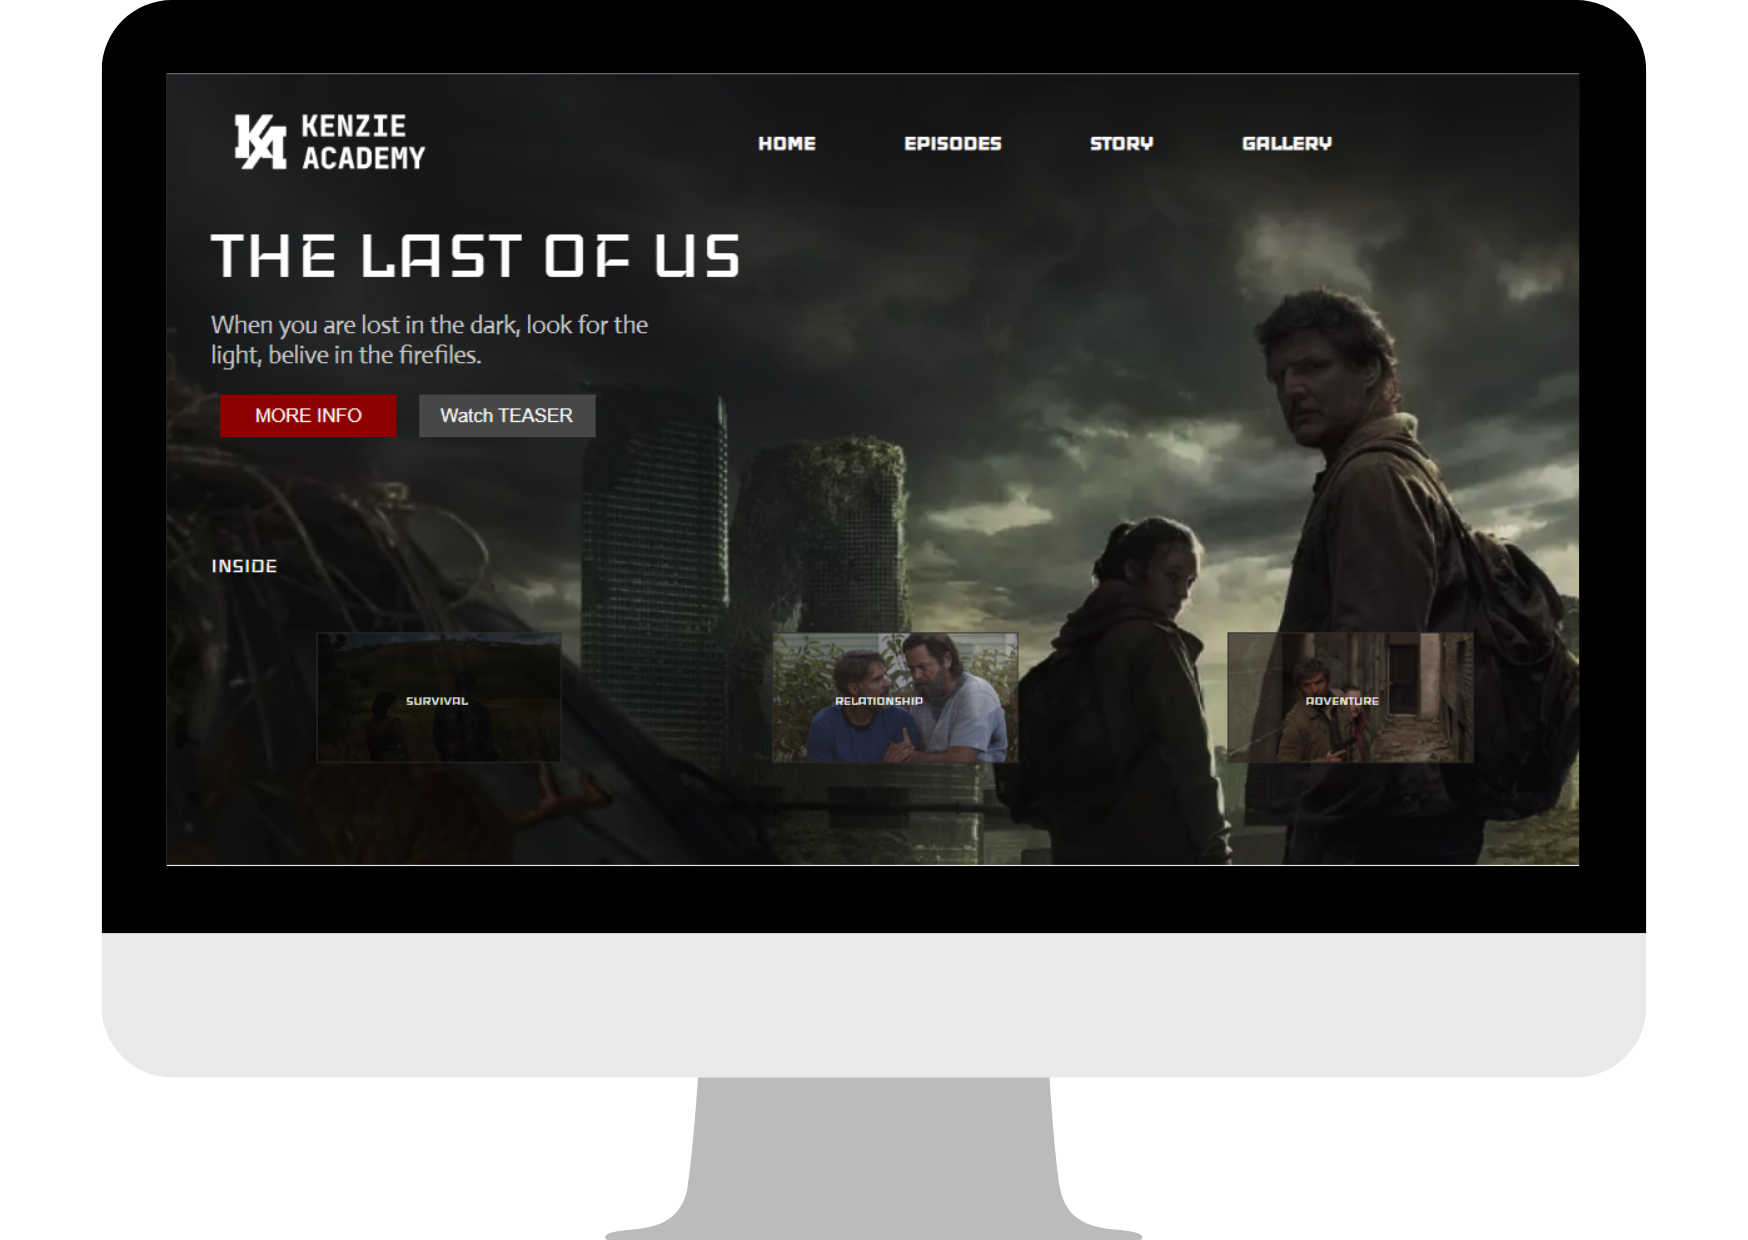 KENZIE
ACADEMY
HOME EPISODES STORY GALLERY
THE LAST OF US
When you are lost in the dark, look for the
light, belive in the firefiles.
MORE INFO Watch TEASER
INSIDE
SURVIVAL RELATIONSHIP ADVENTURE